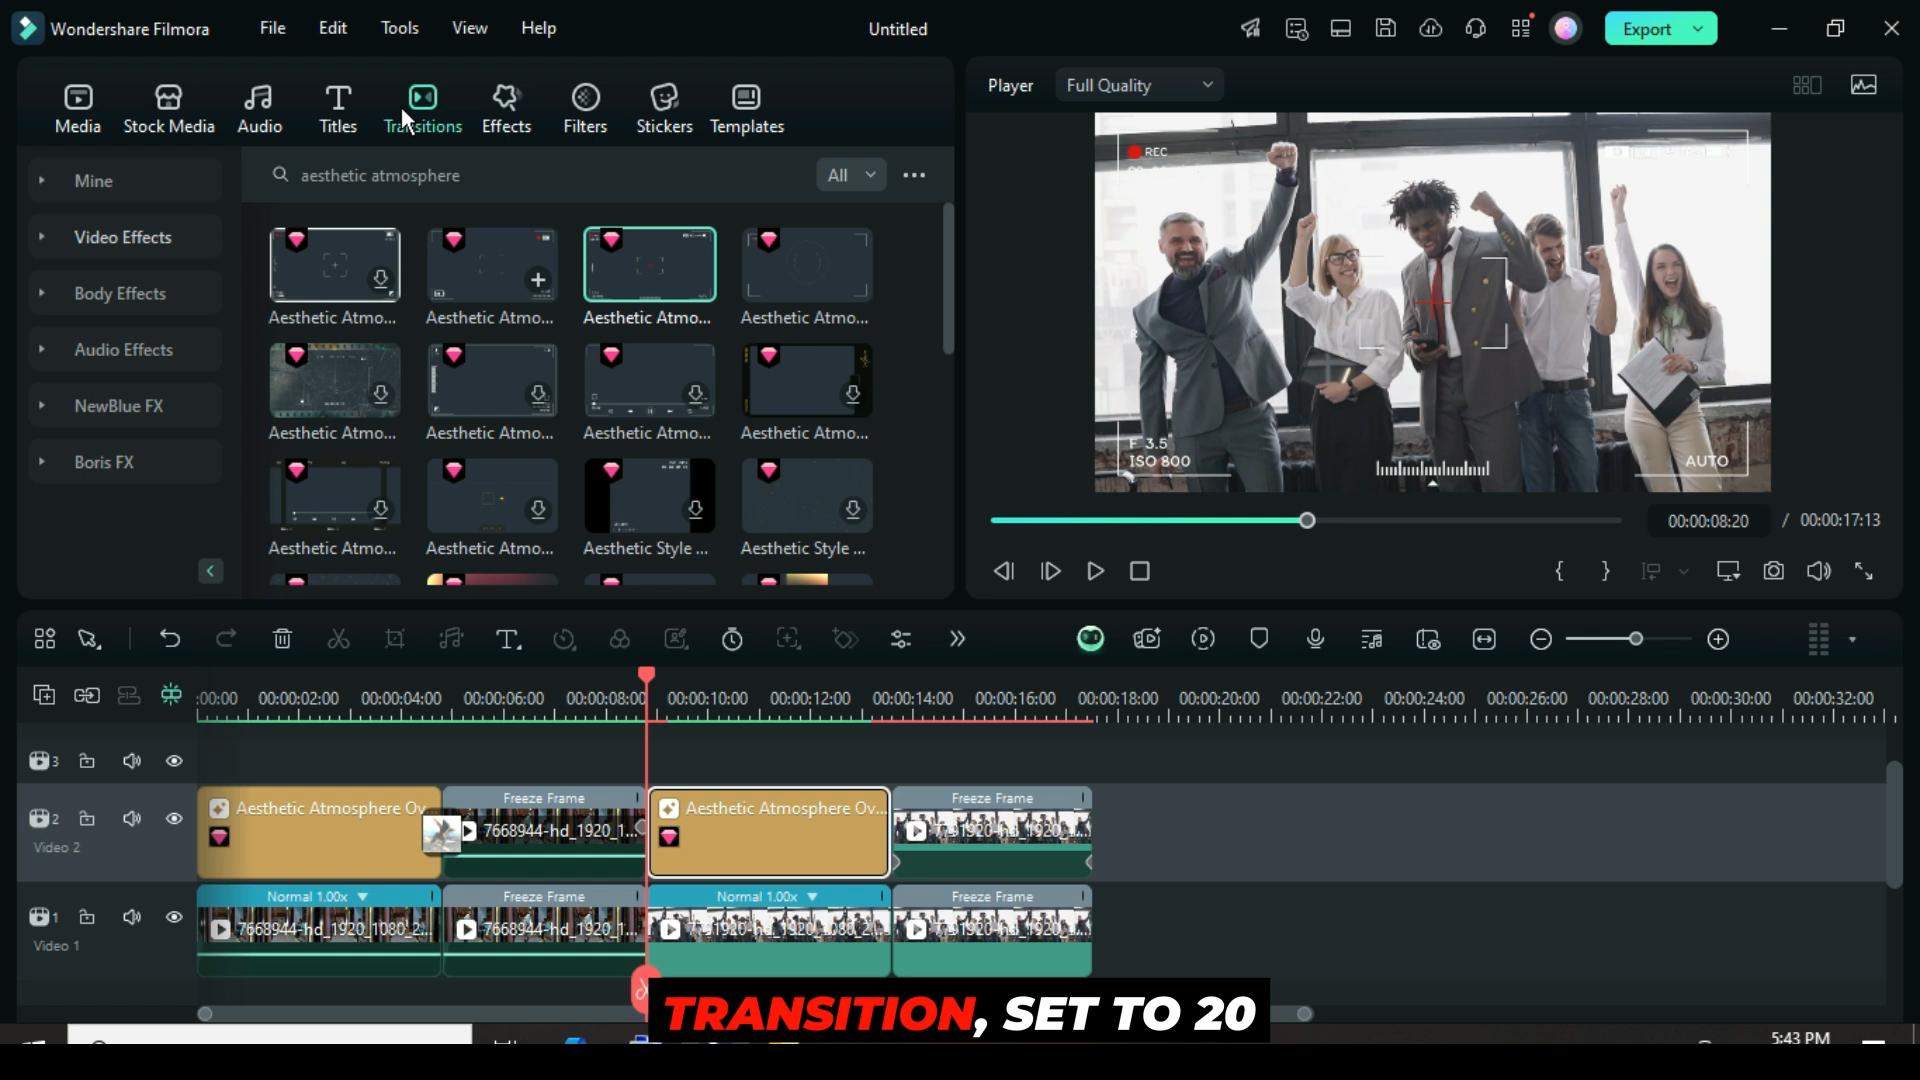 Wondershare Filmora
File
Edit
Tools
View
Help
Untitled
Export
Media
Stock Media
Audio
Titles
Transitions
Effects
Filters
Stickers
Templates
Player
Full Quality
Mine
Video Effects
Body Effects
Audio Effects
NewBlue FX
Boris FX
aesthetic atmosphere
All
Aesthetic Atmo...
Aesthetic Atmo...
Aesthetic Atmo...
Aesthetic Atmo...
Aesthetic Atmo...
Aesthetic Atmo...
Aesthetic Atmo...
Aesthetic Atmo...
Aesthetic Atmo...
Aesthetic Atmo...
Aesthetic Style ...
Aesthetic Style ...
REC
F 3.5
ISO 800
AUTO
00:00:08:20 / 00:00:17:13
:00:00 00:00:02:00 00:00:04:00 00:00:06:00 00:00:08:00 00:00:10:00 00:00:12:00 00:00:14:00 00:00:16:00 00:00:18:00 00:00:20:00 00:00:22:00 00:00:24:00 00:00:26:00 00:00:28:00 00:00:30:00 00:00:32:00
3
2
Video 2
Aesthetic Atmosphere Ov...
Freeze Frame
7668944-hd_1920_1...
Aesthetic Atmosphere Ov...
Freeze Frame
7791920-hd_1920_1...
1
Video 1
Normal 1.00x
7668944-hd_1920_1080_2...
Freeze Frame
7668944-hd_1920_1...
Normal 1.00x
7791920-hd_1920_1080_2...
Freeze Frame
7791920-hd_1920_1...
TRANSITION, SET TO 20
5:43 PM